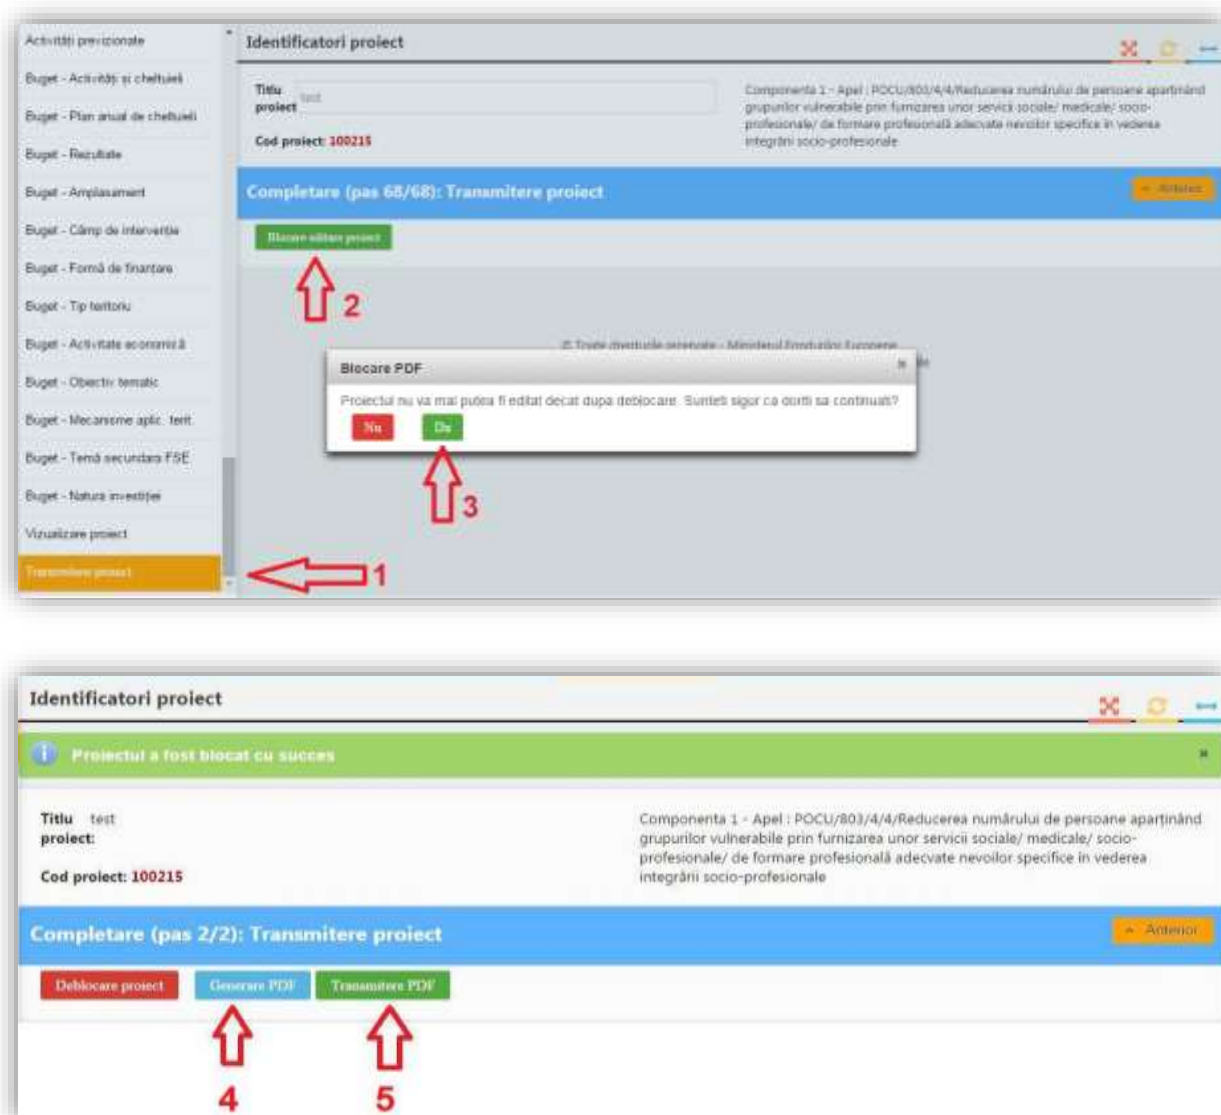 Activități previzionate
Buget - Activități și cheltuieli
Buget - Plan anual de cheltuieli
Buget - Rezultate
Buget - Amplasament
Buget - Câmp de intervenție
Buget - Formă de finanțare
Buget - Tip teritoriu
Buget - Activitate economică
Buget - Obiectiv tematic
Buget - Mecanisme aplic. terit.
Buget - Temă secundara FSE
Buget - Natura investiției
Vizualizare proiect
Transmitere proiect
1
Identificatori proiect
Titlu test
proiect
Cod proiect: 100215
Componenta 1 - Apel : POCU/803/4/4/Reducerea numărului de persoane aparținând
grupurilor vulnerabile prin furnizarea unor servicii sociale/ medicale/ socio-
profesionale/ de formare profesională adecvate nevoilor specifice în vederea
integrării socio-profesionale
Completare (pas 68/68): Transmitere proiect
Anterior
Blocare editare proiect
2
© Toate drepturile rezervate - Ministerul Fondurilor Europene
Blocare PDF
Proiectul nu va mai putea fi editat decat dupa deblocare. Sunteti sigur ca doriti sa continuati?
Nu Da
3
Identificatori proiect
Proiectul a fost blocat cu succes
Titlu test
proiect:
Cod proiect: 100215
Componenta 1 - Apel : POCU/803/4/4/Reducerea numărului de persoane aparținând
grupurilor vulnerabile prin furnizarea unor servicii sociale/ medicale/ socio-
profesionale/ de formare profesională adecvate nevoilor specifice în vederea
integrării socio-profesionale
Completare (pas 2/2): Transmitere proiect
Anterior
Deblocare proiect Generare PDF Transmitere PDF
4 5